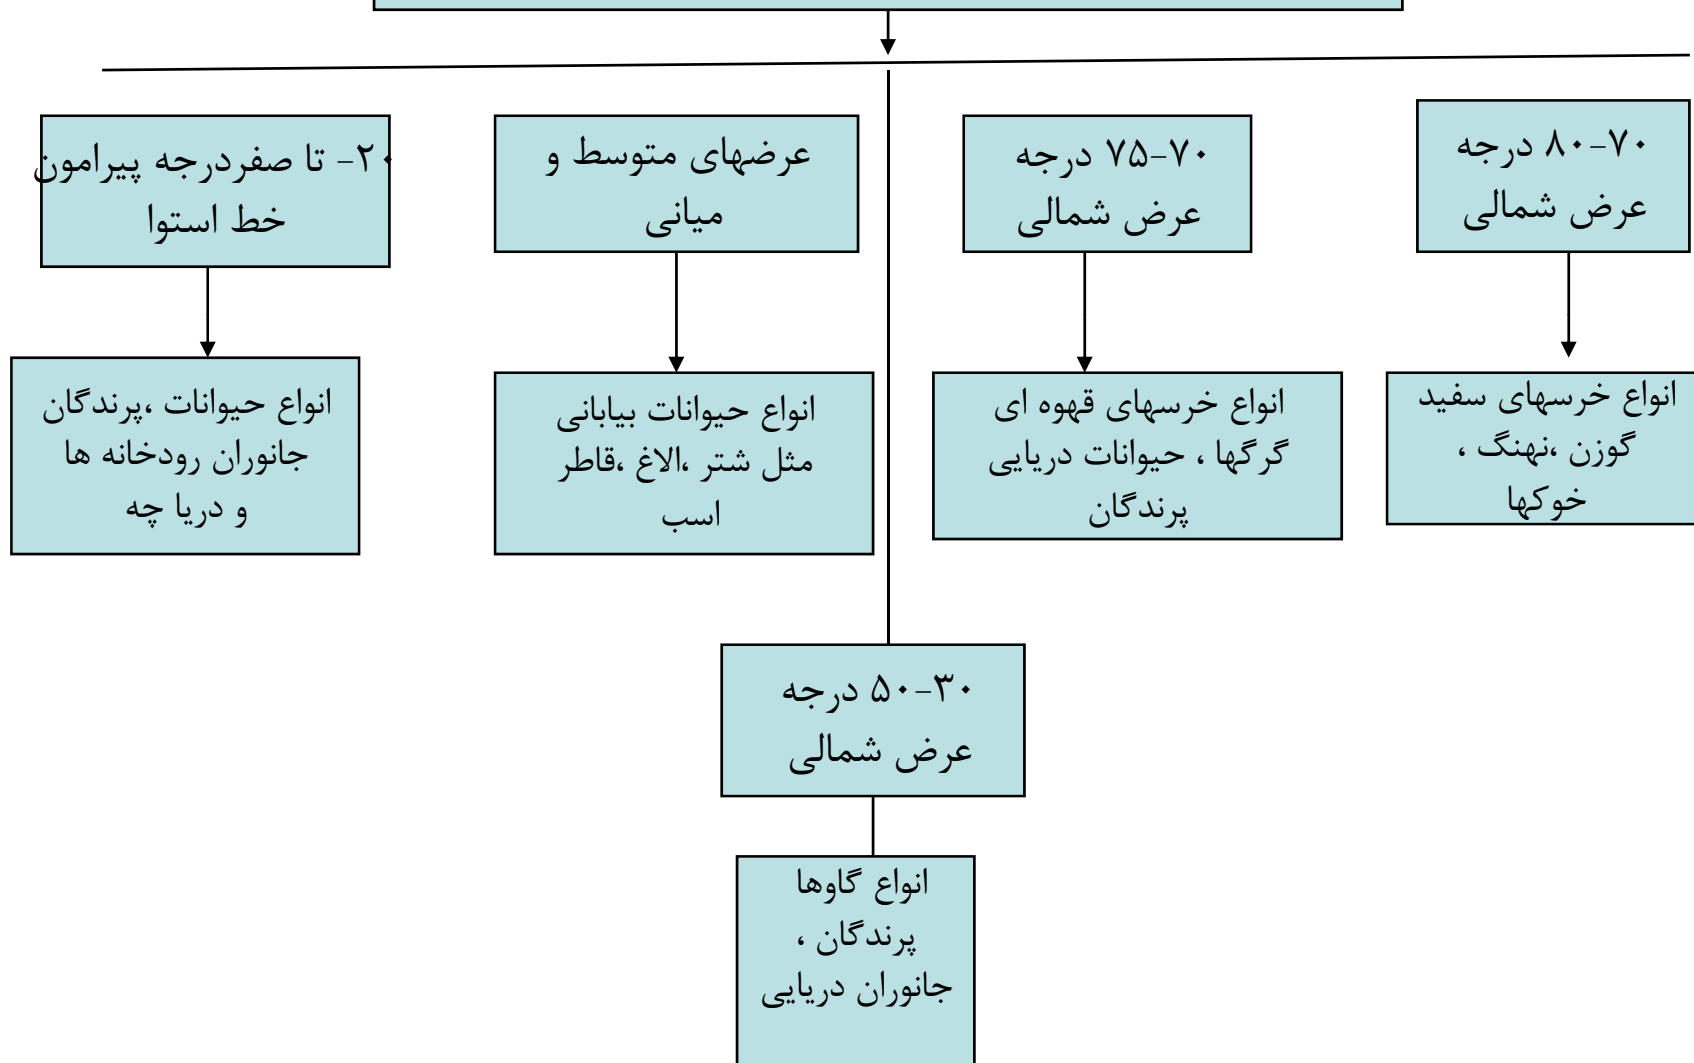 ۷۰-۸۰ درجه
عرض شمالی
۷۰-۷۵ درجه
عرض شمالی
عرضهای متوسط و
میانی
۲۰- تا صفردرجه پیرامون
خط استوا
انواع خرسهای سفید
گوزن ،نهنگ ،
خوکها
انواع خرسهای قهوه ای
گرگها ، حیوانات دریایی
پرندگان
انواع حیوانات بیابانی
مثل شتر ،الاغ ،قاطر
اسب
انواع حیوانات ،پرندگان
جانوران رودخانه ها
و دریا چه
۳۰-۵۰ درجه
عرض شمالی
انواع گاوها
پرندگان ،
جانوران دریایی